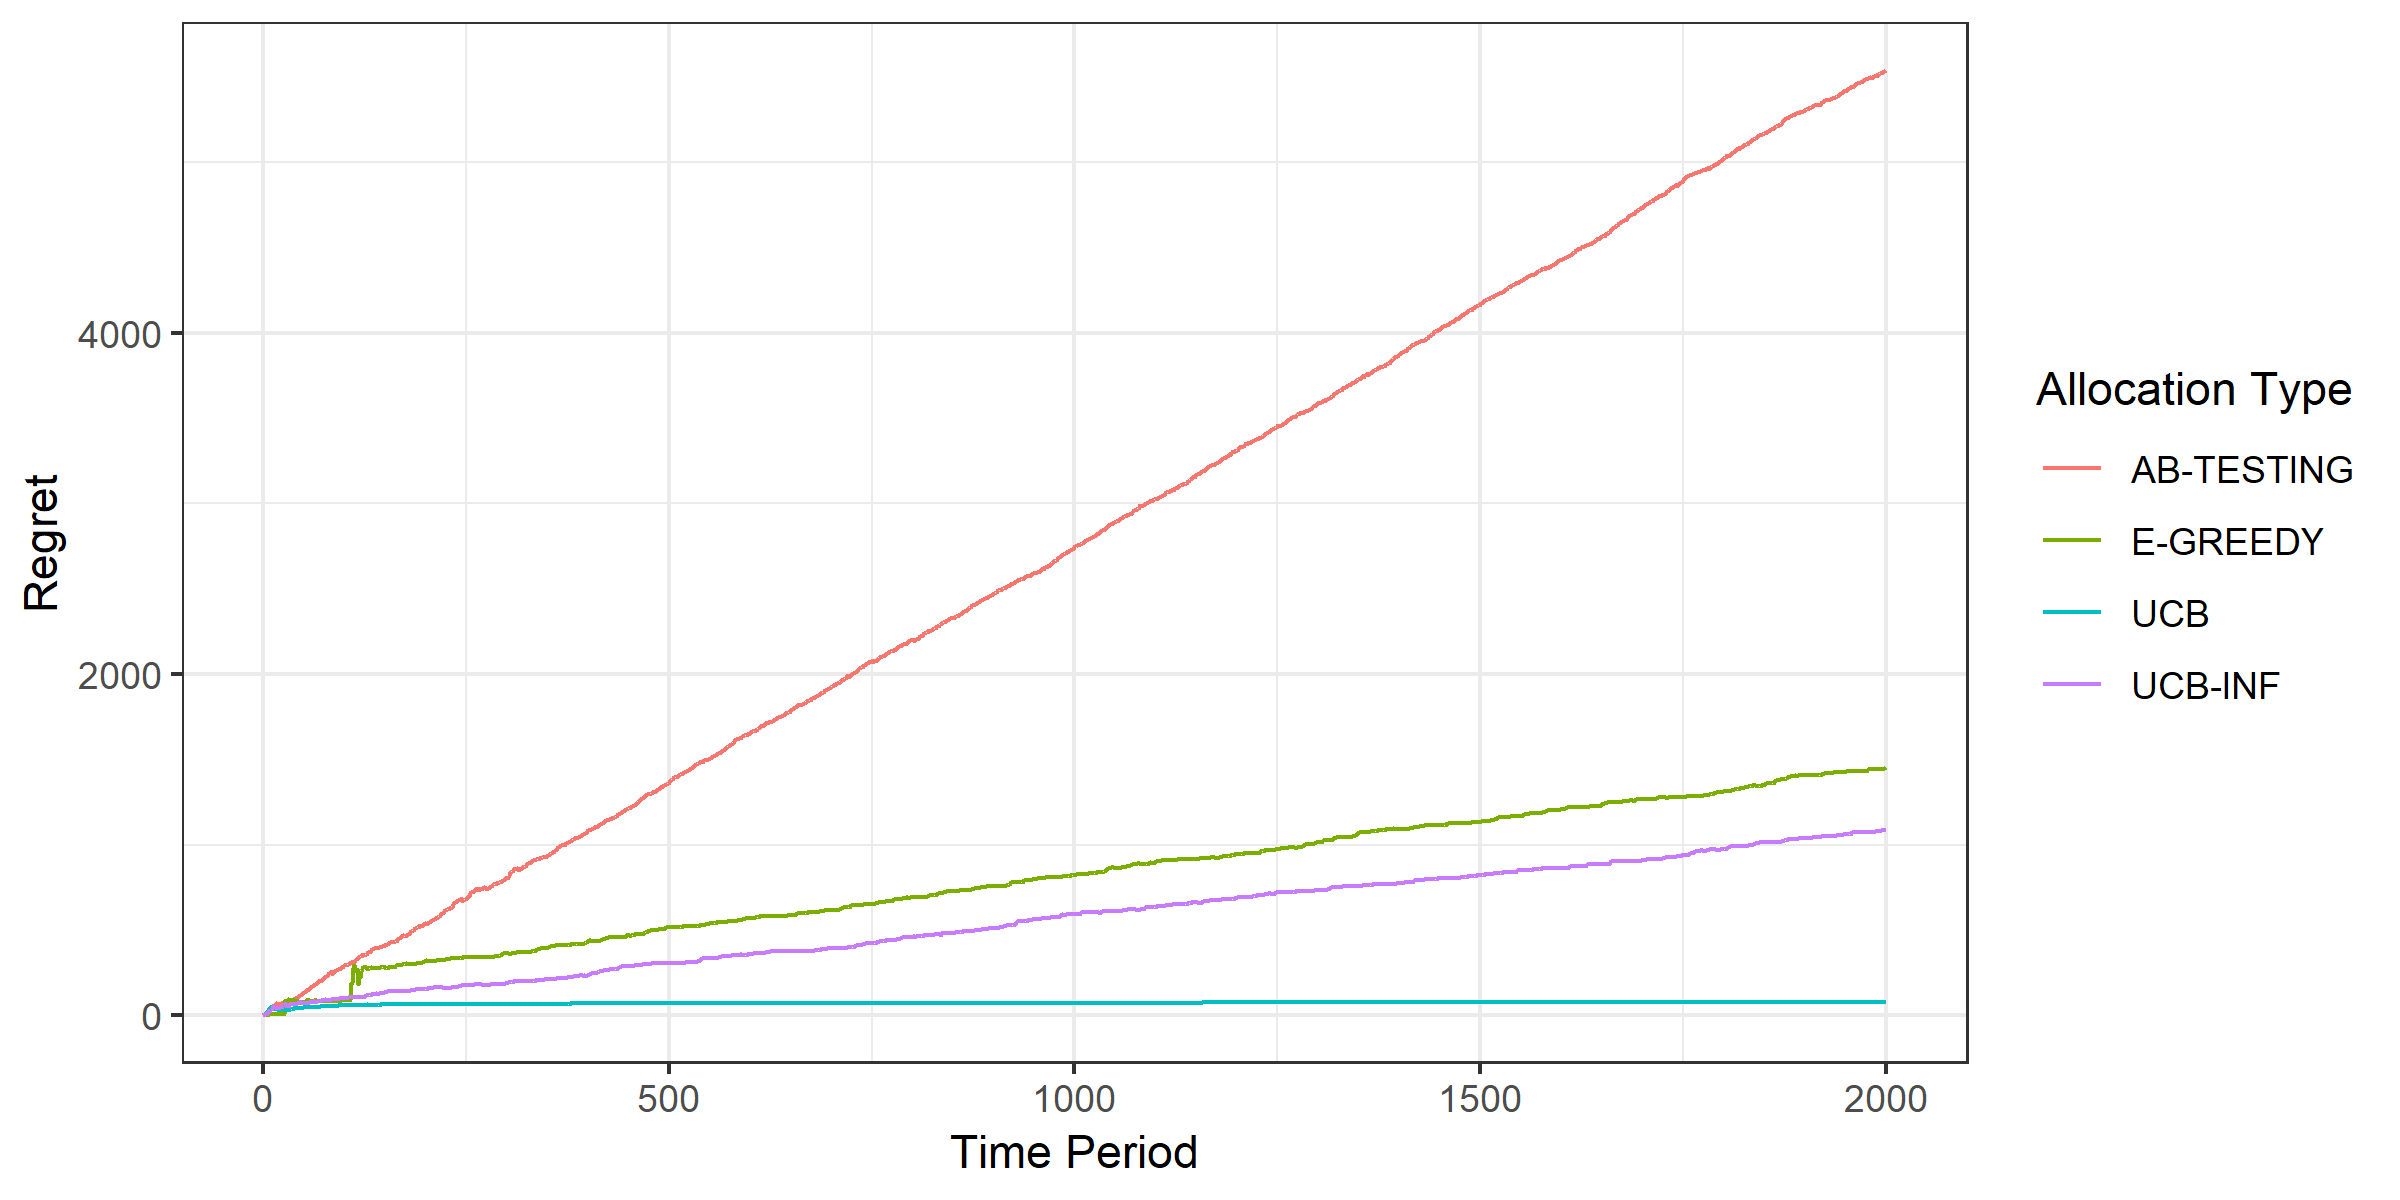 Regret
4000
2000
0
0 500 1000 1500 2000
Time Period
Allocation Type
AB-TESTING
E-GREEDY
UCB
UCB-INF